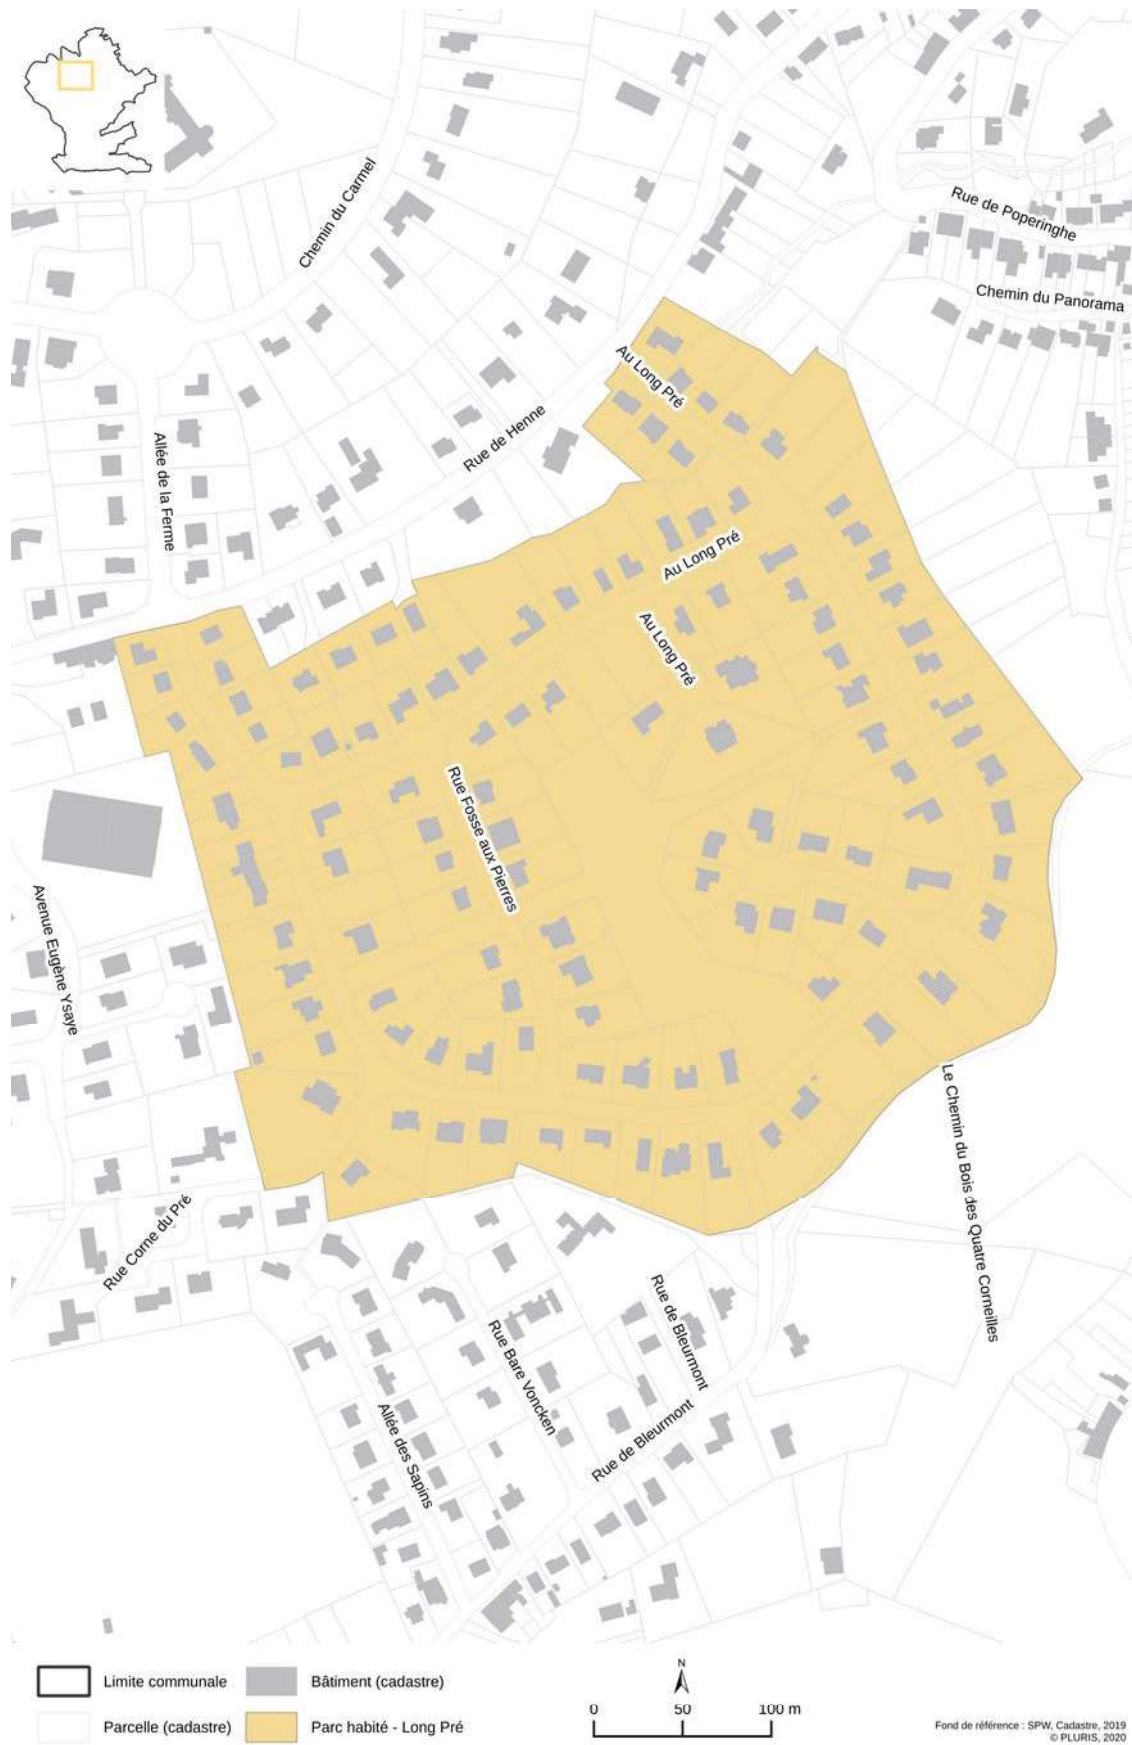 Chemin du Carmel
Rue de Poperinghe
Chemin du Panorama
Au Long Pré
Rue de Henne
Allée de la Ferme
Au Long Pré
Au Long Pré
Rue Fosse aux Pierres
Avenue Eugène Ysaye
Le Chemin du Bois des Quatre Corneilles
Rue Corne du Pré
Rue de Bleurmont
Rue Bare Voncken
Allée des Sapins
Rue de Bleurmont
Limite communale
Bâtiment (cadastre)
N
Parcelle (cadastre)
Parc habité - Long Pré
0 50 100 m
Fond de référence : SPW, Cadastre, 2019
© PLURIS, 2020